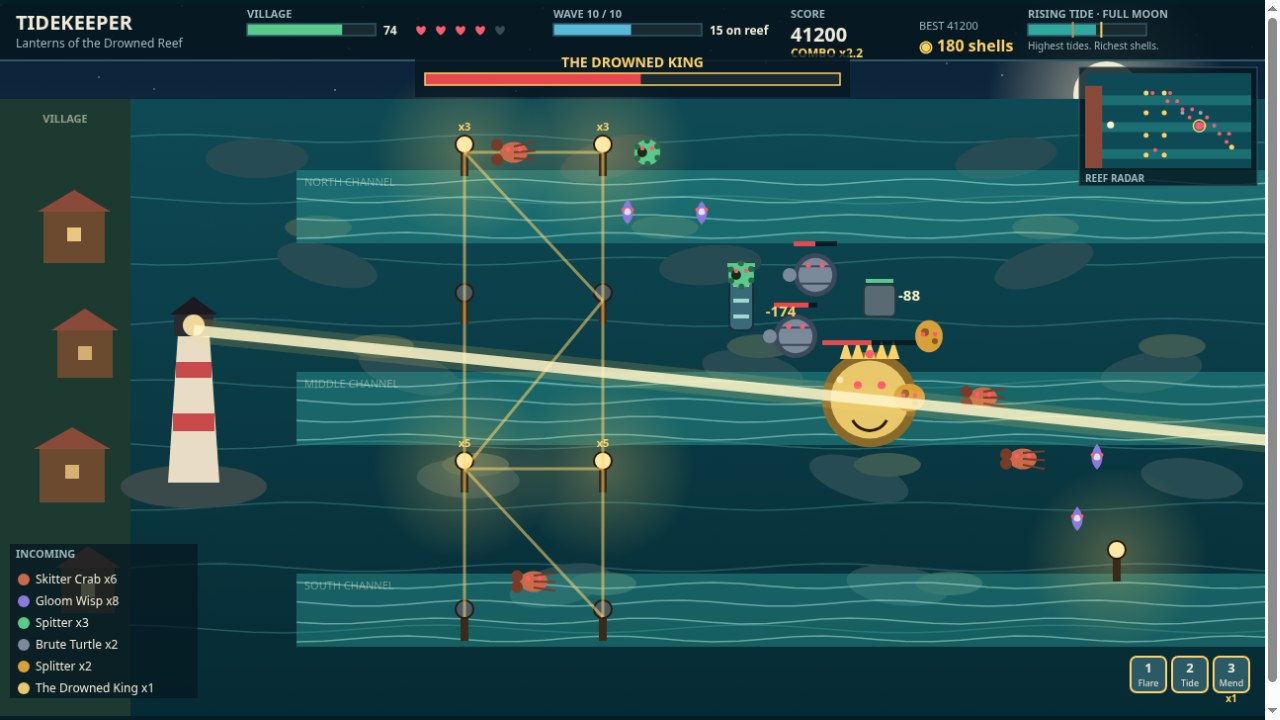 TIDEKEEPER
Lanterns of the Drowned Reef
VILLAGE
74
WAVE 10 / 10
15 on reef
SCORE
41200
COMBO x2.2
BEST 41200
180 shells
RISING TIDE · FULL MOON
Highest tides. Richest shells.
THE DROWNED KING
VILLAGE
REEF RADAR
x3
x3
NORTH CHANNEL
-88
-174
MIDDLE CHANNEL
x5
x5
SOUTH CHANNEL
INCOMING
Skitter Crab x6
Gloom Wisp x8
Spitter x3
Brute Turtle x2
Splitter x2
The Drowned King x1
1
Flare
2
Tide
3
Mend
x1